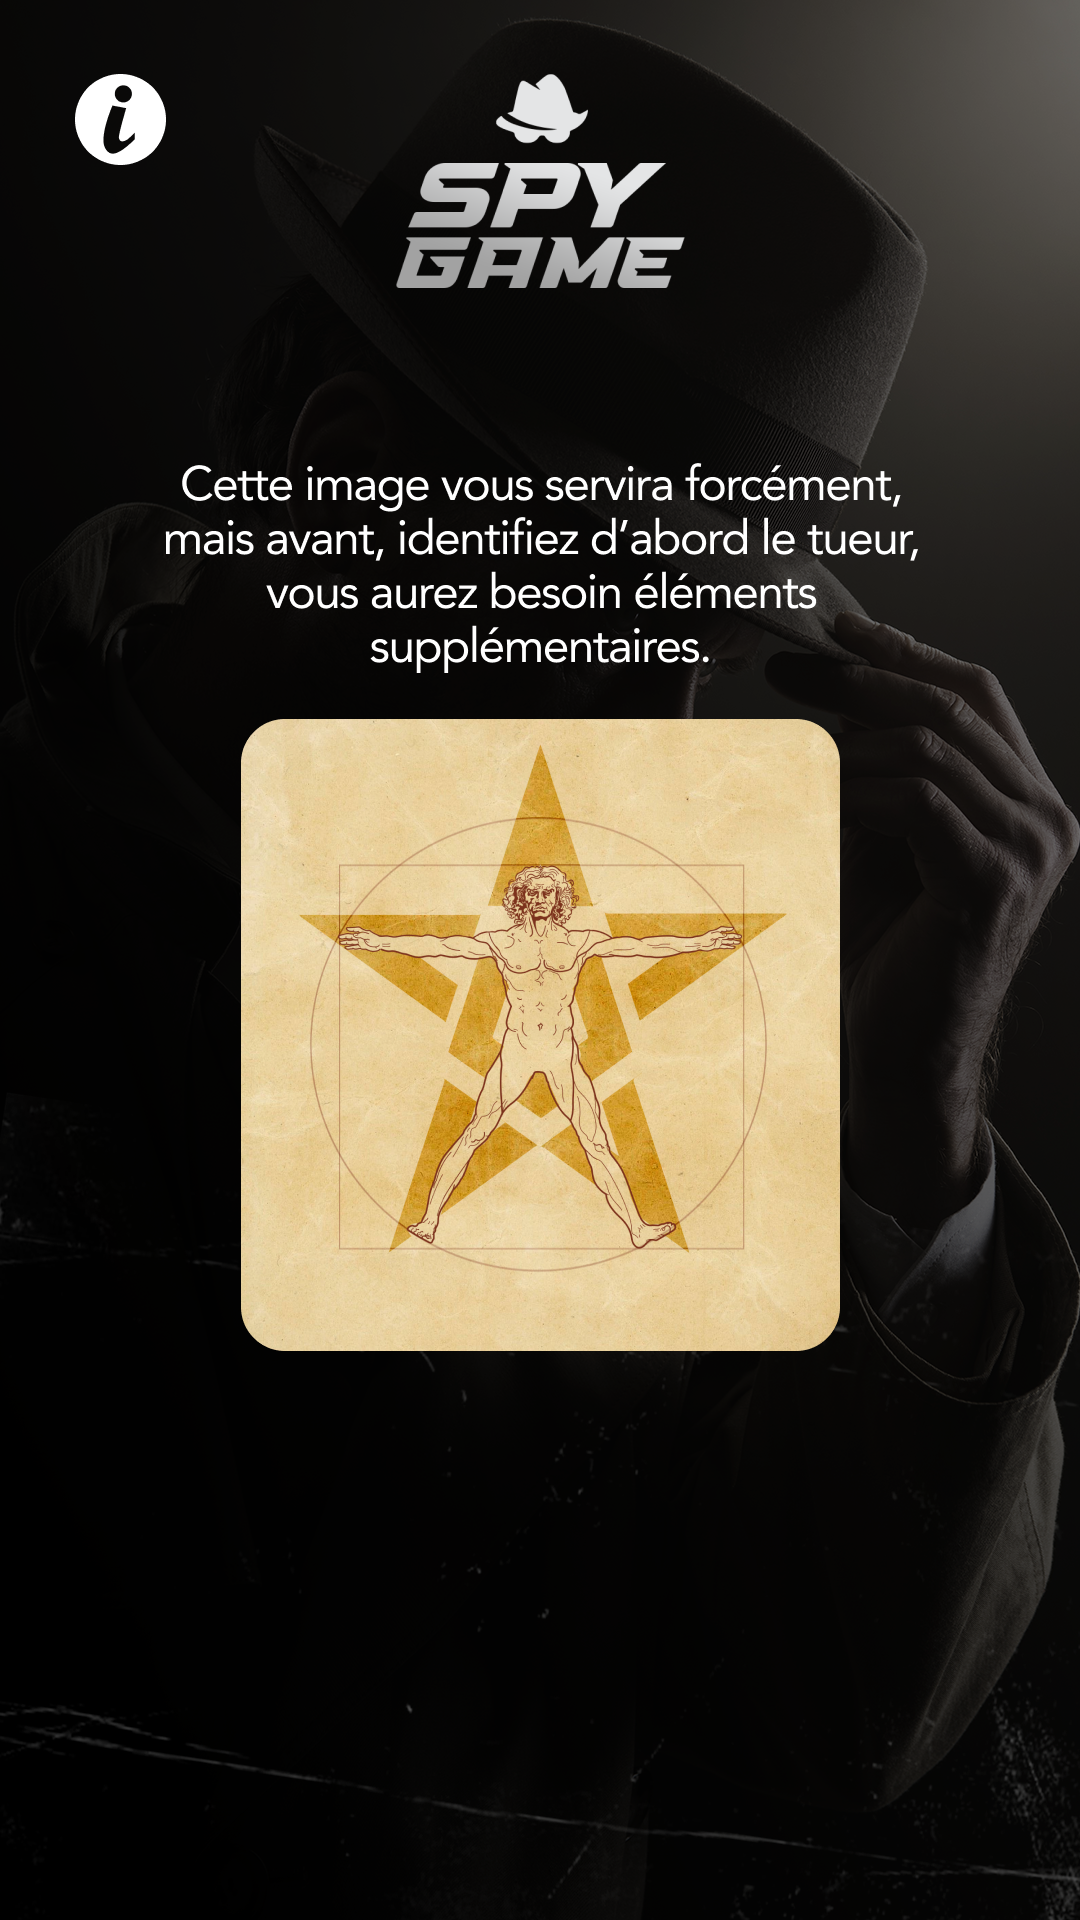 i
SPY
GAME
Cette image vous servira forcément,
mais avant, identifiez d’abord le tueur,
vous aurez besoin éléments
supplémentaires.